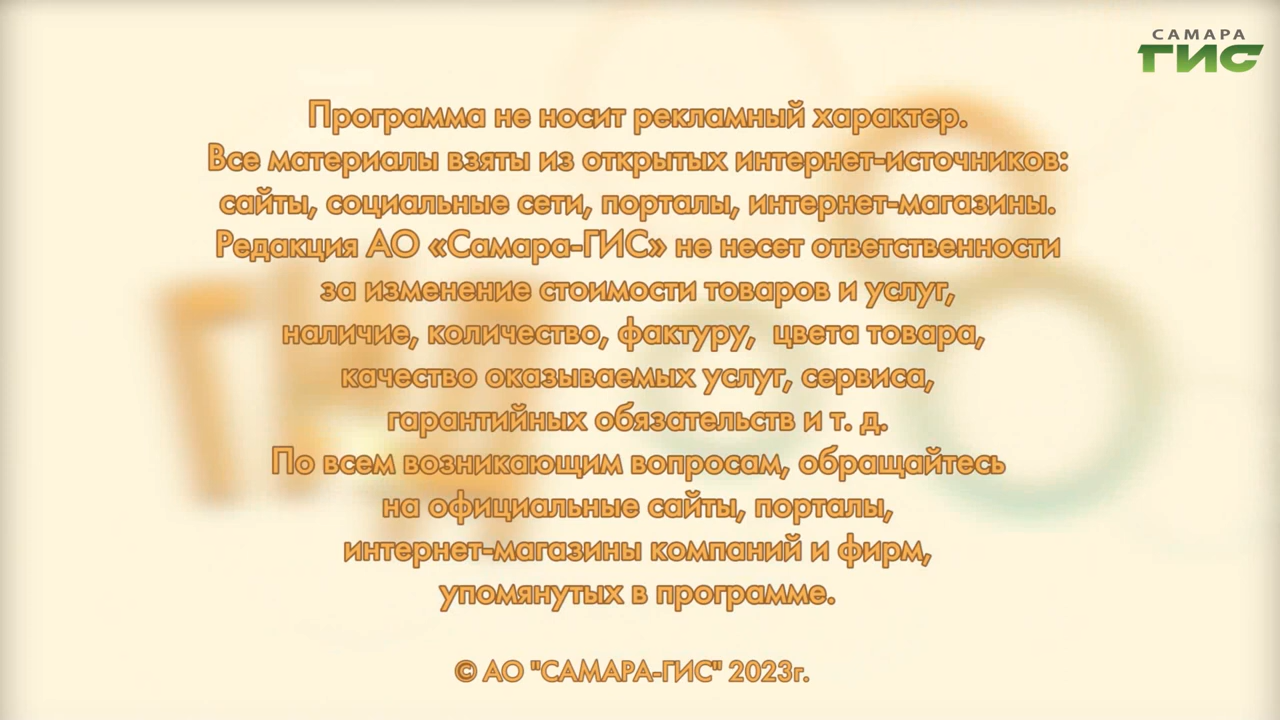 САМАРА
ГИС
Программа не носит рекламный характер.
Все материалы взяты из открытых интернет-источников:
сайты, социальные сети, порталы, интернет-магазины.
Редакция АО «Самара-ГИС» не несет ответственности
за изменение стоимости товаров и услуг,
наличие, количество, фактуру, цвета товара,
качество оказываемых услуг, сервиса,
гарантийных обязательств и т. д.
По всем возникающим вопросам, обращайтесь
на официальные сайты, порталы,
интернет-магазины компаний и фирм,
упомянутых в программе.
© АО "САМАРА-ГИС" 2023г.